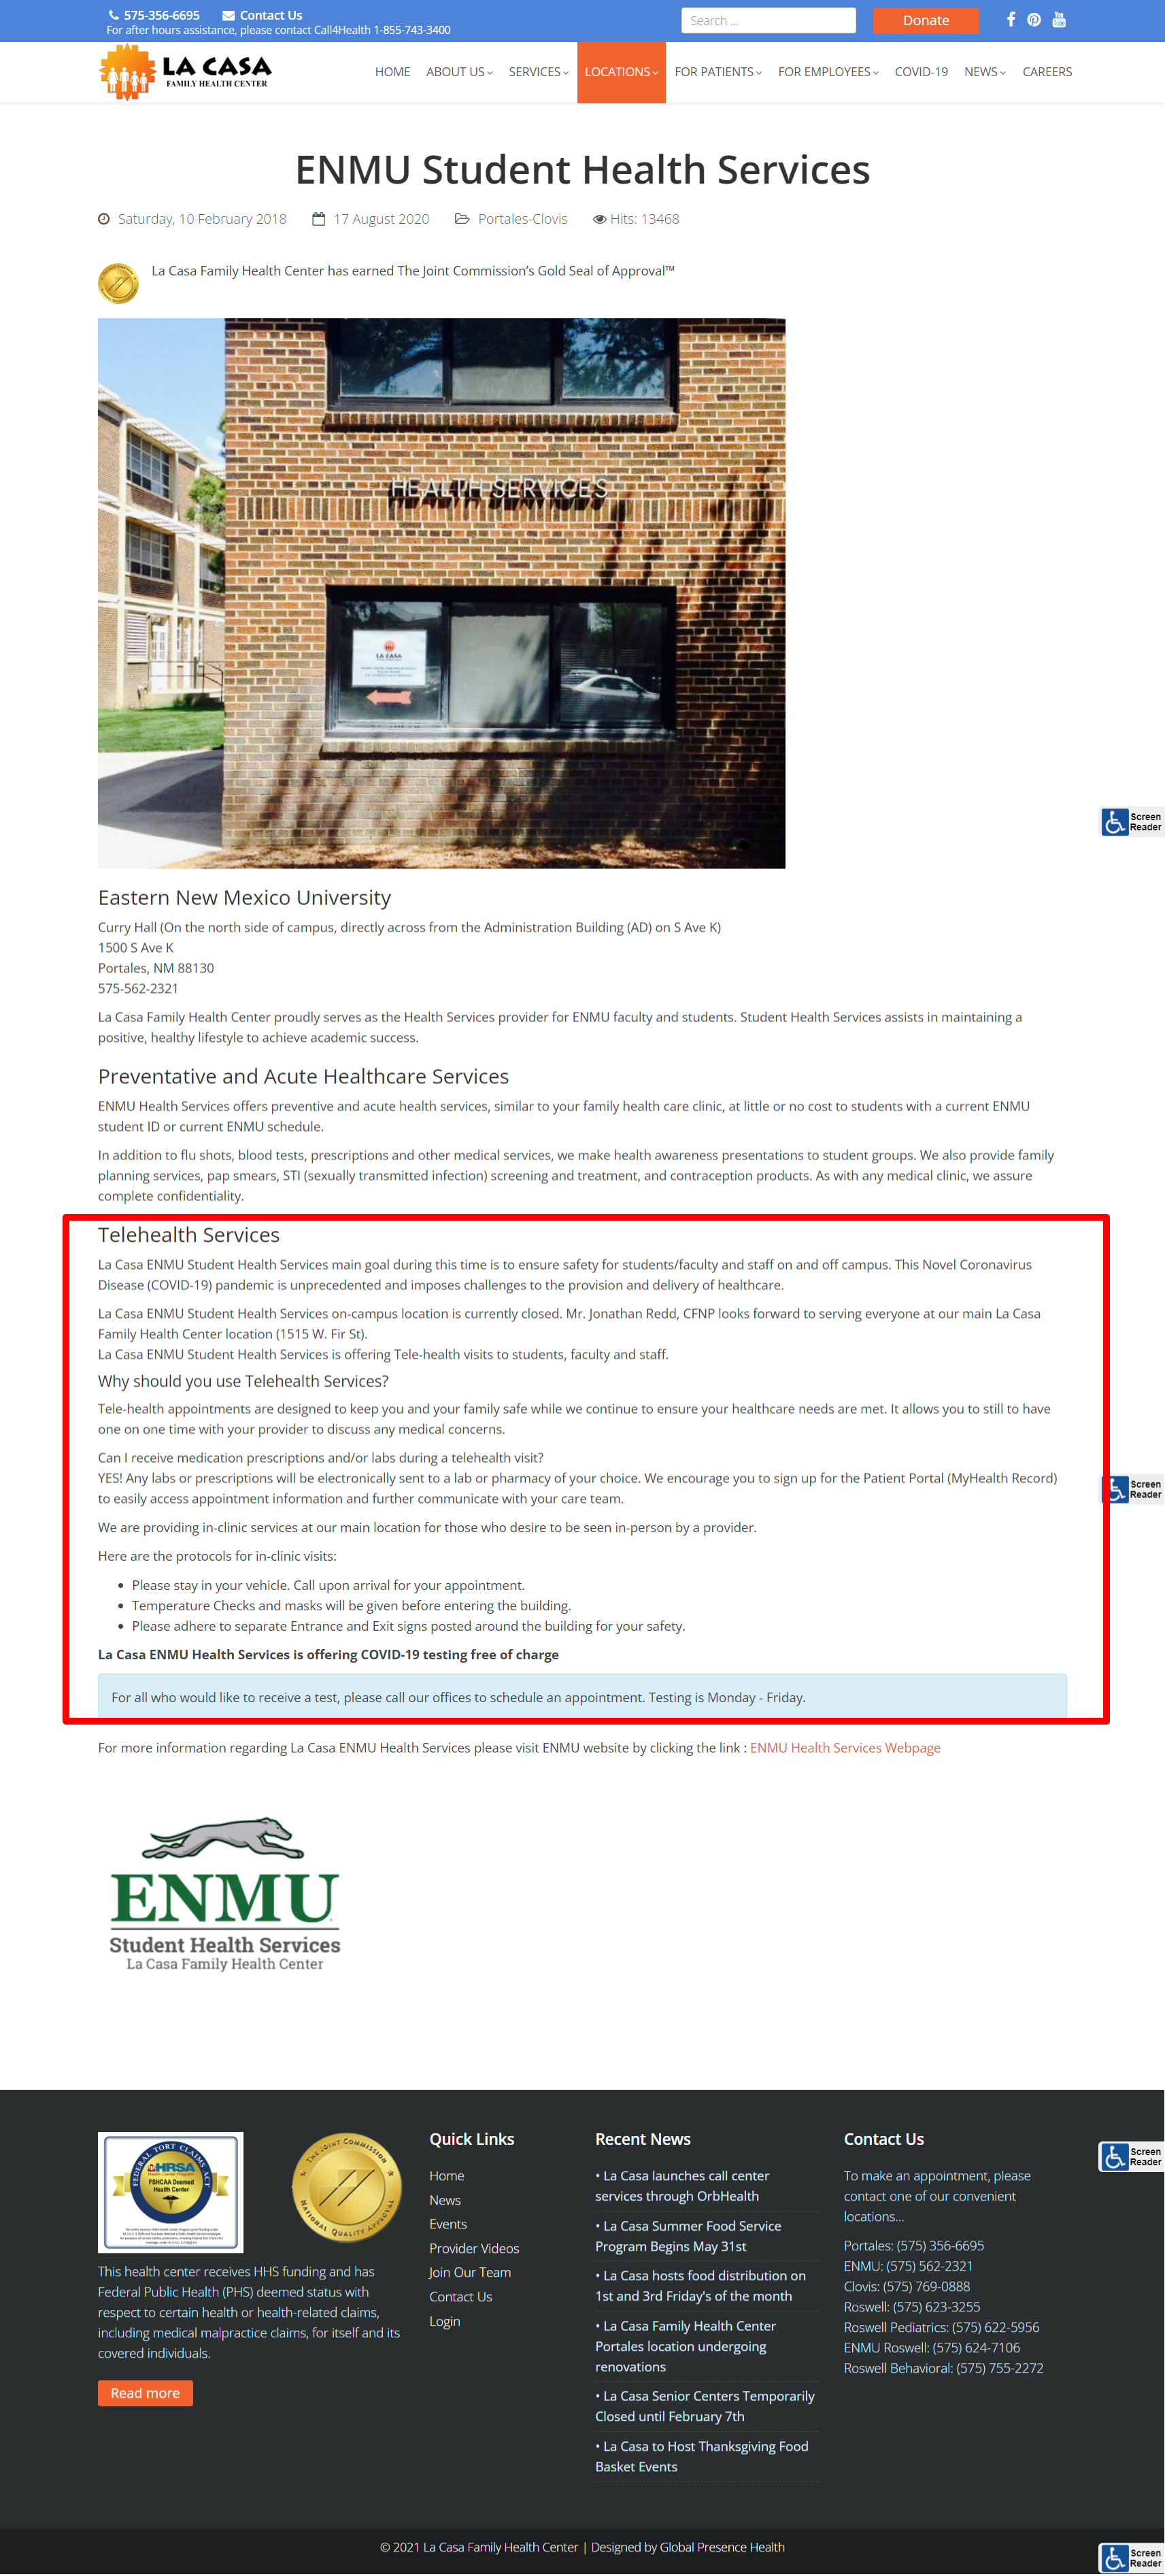 575-356-6695 Contact Us
For after hours assistance, please contact Call4Health 1-855-743-3400
Search ...
Donate
LA CASA
FAMILY HEALTH CENTER
HOME ABOUT US SERVICES LOCATIONS FOR PATIENTS FOR EMPLOYEES COVID-19 NEWS CAREERS
ENMU Student Health Services
Saturday, 10 February 2018 17 August 2020 Portales-Clovis Hits: 13468
La Casa Family Health Center has earned The Joint Commission's Gold Seal of Approval™
HEALTH SERVICES
LA CASA
Eastern New Mexico University
Curry Hall (On the north side of campus, directly across from the Administration Building (AD) on S Ave K)
1500 S Ave K
Portales, NM 88130
575-562-2321
La Casa Family Health Center proudly serves as the Health Services provider for ENMU faculty and students. Student Health Services assists in maintaining a
positive, healthy lifestyle to achieve academic success.
Preventative and Acute Healthcare Services
ENMU Health Services offers preventive and acute health services, similar to your family health care clinic, at little or no cost to students with a current ENMU
student ID or current ENMU schedule.
In addition to flu shots, blood tests, prescriptions and other medical services, we make health awareness presentations to student groups. We also provide family
planning services, pap smears, STI (sexually transmitted infection) screening and treatment, and contraception products. As with any medical clinic, we assure
complete confidentiality.
Telehealth Services
La Casa ENMU Student Health Services main goal during this time is to ensure safety for students/faculty and staff on and off campus. This Novel Coronavirus
Disease (COVID-19) pandemic is unprecedented and imposes challenges to the provision and delivery of healthcare.
La Casa ENMU Student Health Services on-campus location is currently closed. Mr. Jonathan Redd, CFNP looks forward to serving everyone at our main La Casa
Family Health Center location (1515 W. Fir St).
La Casa ENMU Student Health Services is offering Tele-health visits to students, faculty and staff.
Why should you use Telehealth Services?
Tele-health appointments are designed to keep you and your family safe while we continue to ensure your healthcare needs are met. It allows you to still to have
one on one time with your provider to discuss any medical concerns.
Can I receive medication prescriptions and/or labs during a telehealth visit?
YES! Any labs or prescriptions will be electronically sent to a lab or pharmacy of your choice. We encourage you to sign up for the Patient Portal (MyHealth Record)
to easily access appointment information and further communicate with your care team.
We are providing in-clinic services at our main location for those who desire to be seen in-person by a provider.
Here are the protocols for in-clinic visits:
• Please stay in your vehicle. Call upon arrival for your appointment.
• Temperature Checks and masks will be given before entering the building.
• Please adhere to separate Entrance and Exit signs posted around the building for your safety.
La Casa ENMU Health Services is offering COVID-19 testing free of charge
For all who would like to receive a test, please call our offices to schedule an appointment. Testing is Monday - Friday.
For more information regarding La Casa ENMU Health Services please visit ENMU website by clicking the link : ENMU Health Services Webpage
Screen
Reader
Screen
Reader
ENMU
Student Health Services
La Casa Family Health Center
FEDERAL TORT CLAIMS ACT
HRSA
Health Center Program
FSHCAA Deemed
Health Center
THE JOINT COMMISSION
NATIONAL QUALITY APPROVAL
This health center receives HHS funding and has
Federal Public Health (PHS) deemed status with
respect to certain health or health-related claims,
including medical malpractice claims, for itself and its
covered individuals.
Read more
Quick Links
Home
News
Events
Provider Videos
Join Our Team
Contact Us
Login
Recent News
• La Casa launches call center
services through OrbHealth
• La Casa Summer Food Service
Program Begins May 31st
• La Casa hosts food distribution on
1st and 3rd Friday's of the month
• La Casa Family Health Center
Portales location undergoing
renovations
• La Casa Senior Centers Temporarily
Closed until February 7th
• La Casa to Host Thanksgiving Food
Basket Events
Contact Us
To make an appointment, please
contact one of our convenient
locations...
Portales: (575) 356-6695
ENMU: (575) 562-2321
Clovis: (575) 769-0888
Roswell: (575) 623-3255
Roswell Pediatrics: (575) 622-5956
ENMU Roswell: (575) 624-7106
Roswell Behavioral: (575) 755-2272
Screen
Reader
© 2021 La Casa Family Health Center | Designed by Global Presence Health
Screen
Reader